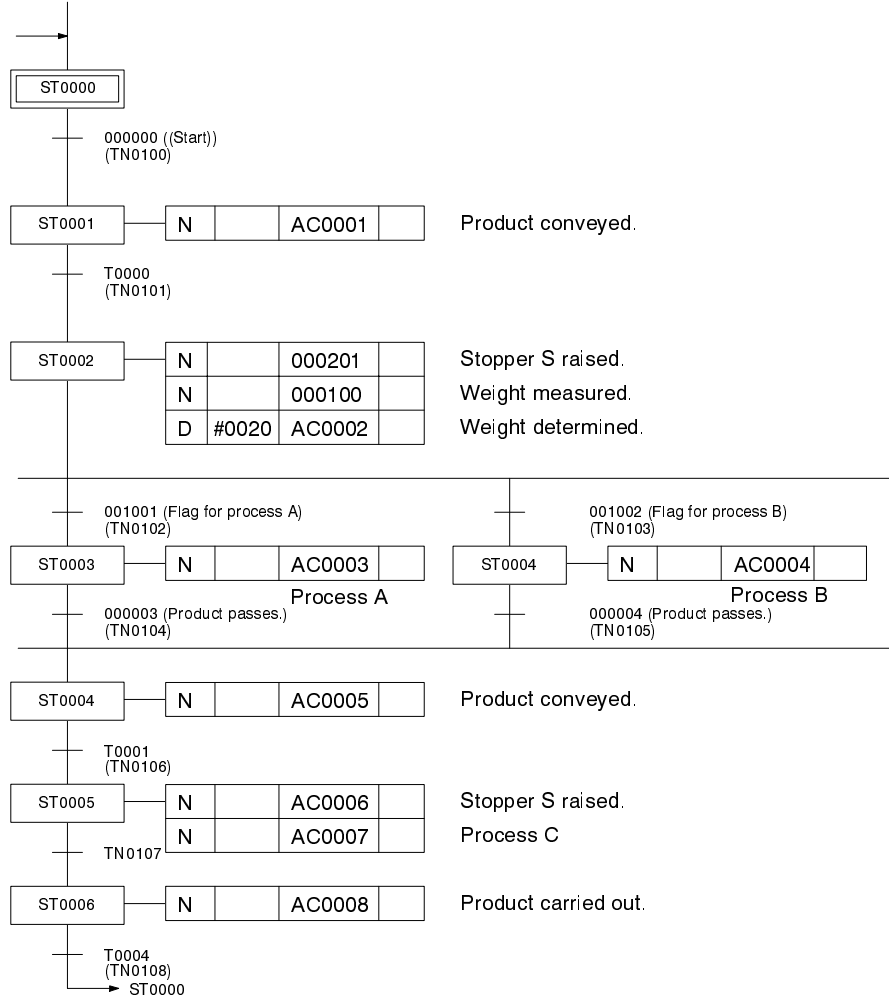 ST0000
000000 ((Start))
(TN0100)
ST0001 N AC0001 Product conveyed.
T0000
(TN0101)
ST0002 N 000201 Stopper S raised.
N 000100 Weight measured.
D #0020 AC0002 Weight determined.
001001 (Flag for process A) 001002 (Flag for process B)
(TN0102) (TN0103)
ST0003 N AC0003 ST0004 N AC0004
Process A Process B
000003 (Product passes.) 000004 (Product passes.)
(TN0104) (TN0105)
ST0004 N AC0005 Product conveyed.
T0001
(TN0106)
ST0005 N AC0006 Stopper S raised.
N AC0007 Process C
TN0107
ST0006 N AC0008 Product carried out.
T0004
(TN0108)
ST0000